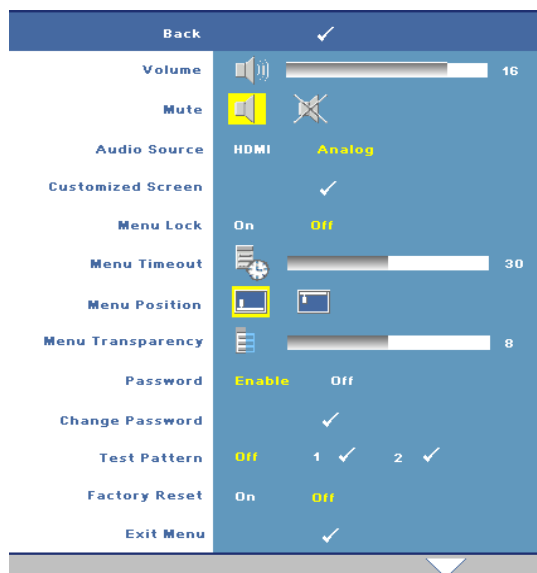 Back
Volume 16
Mute
Audio Source HDMI Analog
Customized Screen
Menu Lock On Off
Menu Timeout 30
Menu Position
Menu Transparency 8
Password Enable Off
Change Password
Test Pattern Off 1 2
Factory Reset On Off
Exit Menu